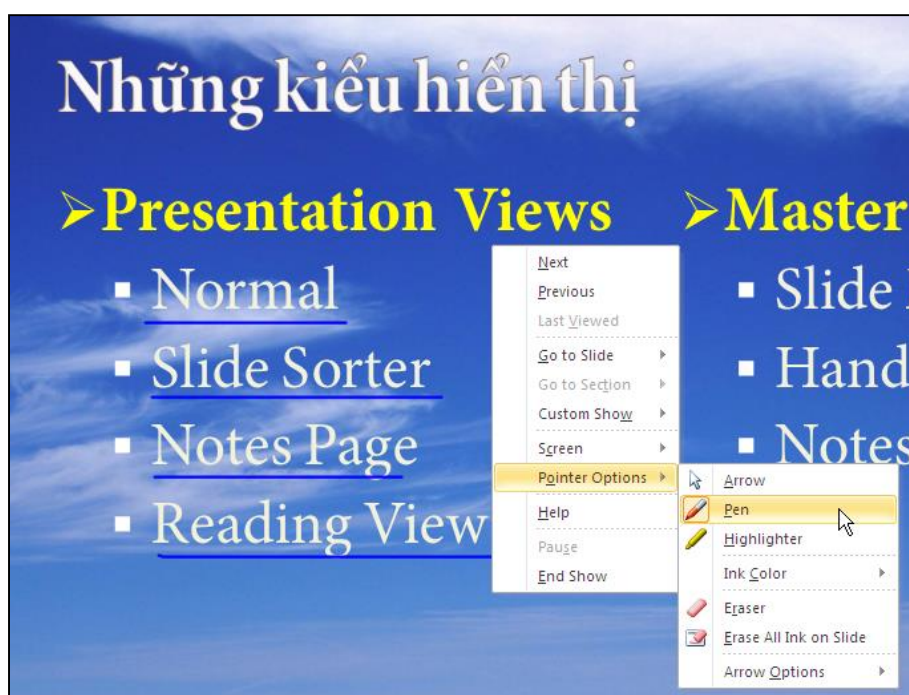 Những kiểu hiển thị
Presentation Views
Normal
Slide Sorter
Notes Page
Reading View
Master
Slide
Hand
Notes
Next
Previous
Last Viewed
Go to Slide
Go to Section
Custom Show
Screen
Pointer Options
Help
Pause
End Show
Arrow
Pen
Highlighter
Ink Color
Eraser
Erase All Ink on Slide
Arrow Options